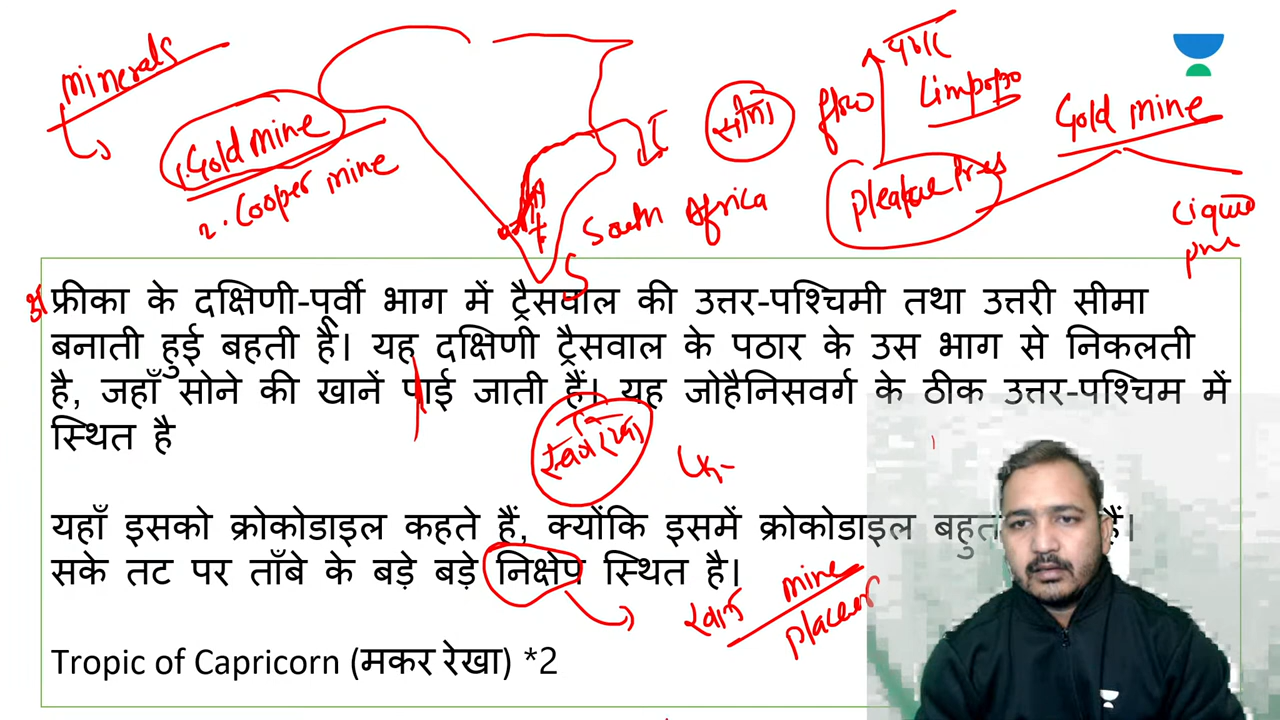 minerals
1. Gold mine
2. Cooper mine
South Africa
flow
Limpopo
Gold mine
फ्रीका के दक्षिणी-पूर्वी भाग में ट्रैसवाल की उत्तर-पश्चिमी तथा उत्तरी सीमा
बनाती हुई बहती है। यह दक्षिणी ट्रैसवाल के पठार के उस भाग से निकलती
है, जहाँ सोने की खानें पाई जाती हैं। यह जोहैनिसवर्ग के ठीक उत्तर-पश्चिम में
स्थित है
यहाँ इसको क्रोकोडाइल कहते हैं, क्योंकि इसमें क्रोकोडाइल बहुत हैं।
सके तट पर ताँबे के बड़े बड़े निक्षेप स्थित है।
mine
Tropic of Capricorn (मकर रेखा) *2